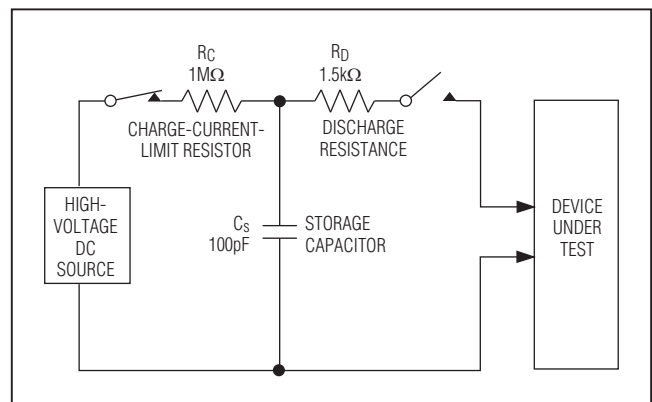 RC
1MΩ
CHARGE-CURRENT-
LIMIT RESISTOR
RD
1.5kΩ
DISCHARGE
RESISTANCE
HIGH-
VOLTAGE
DC
SOURCE
Cs
100pF
STORAGE
CAPACITOR
DEVICE
UNDER
TEST